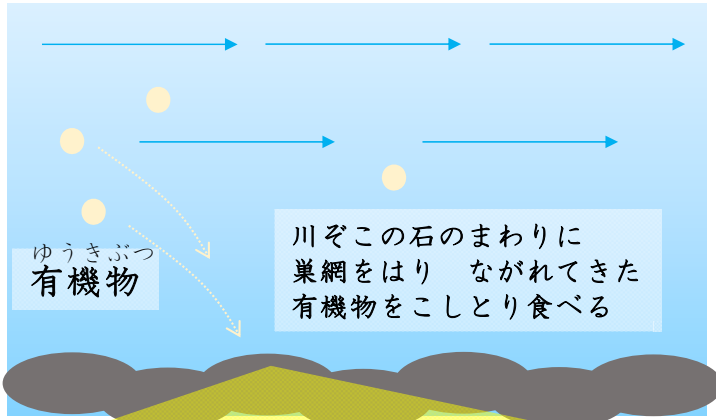 ゆうきぶつ
有機物
川ぞこの石のまわりに
巣網をはり　ながれてきた
有機物をこしとり食べる